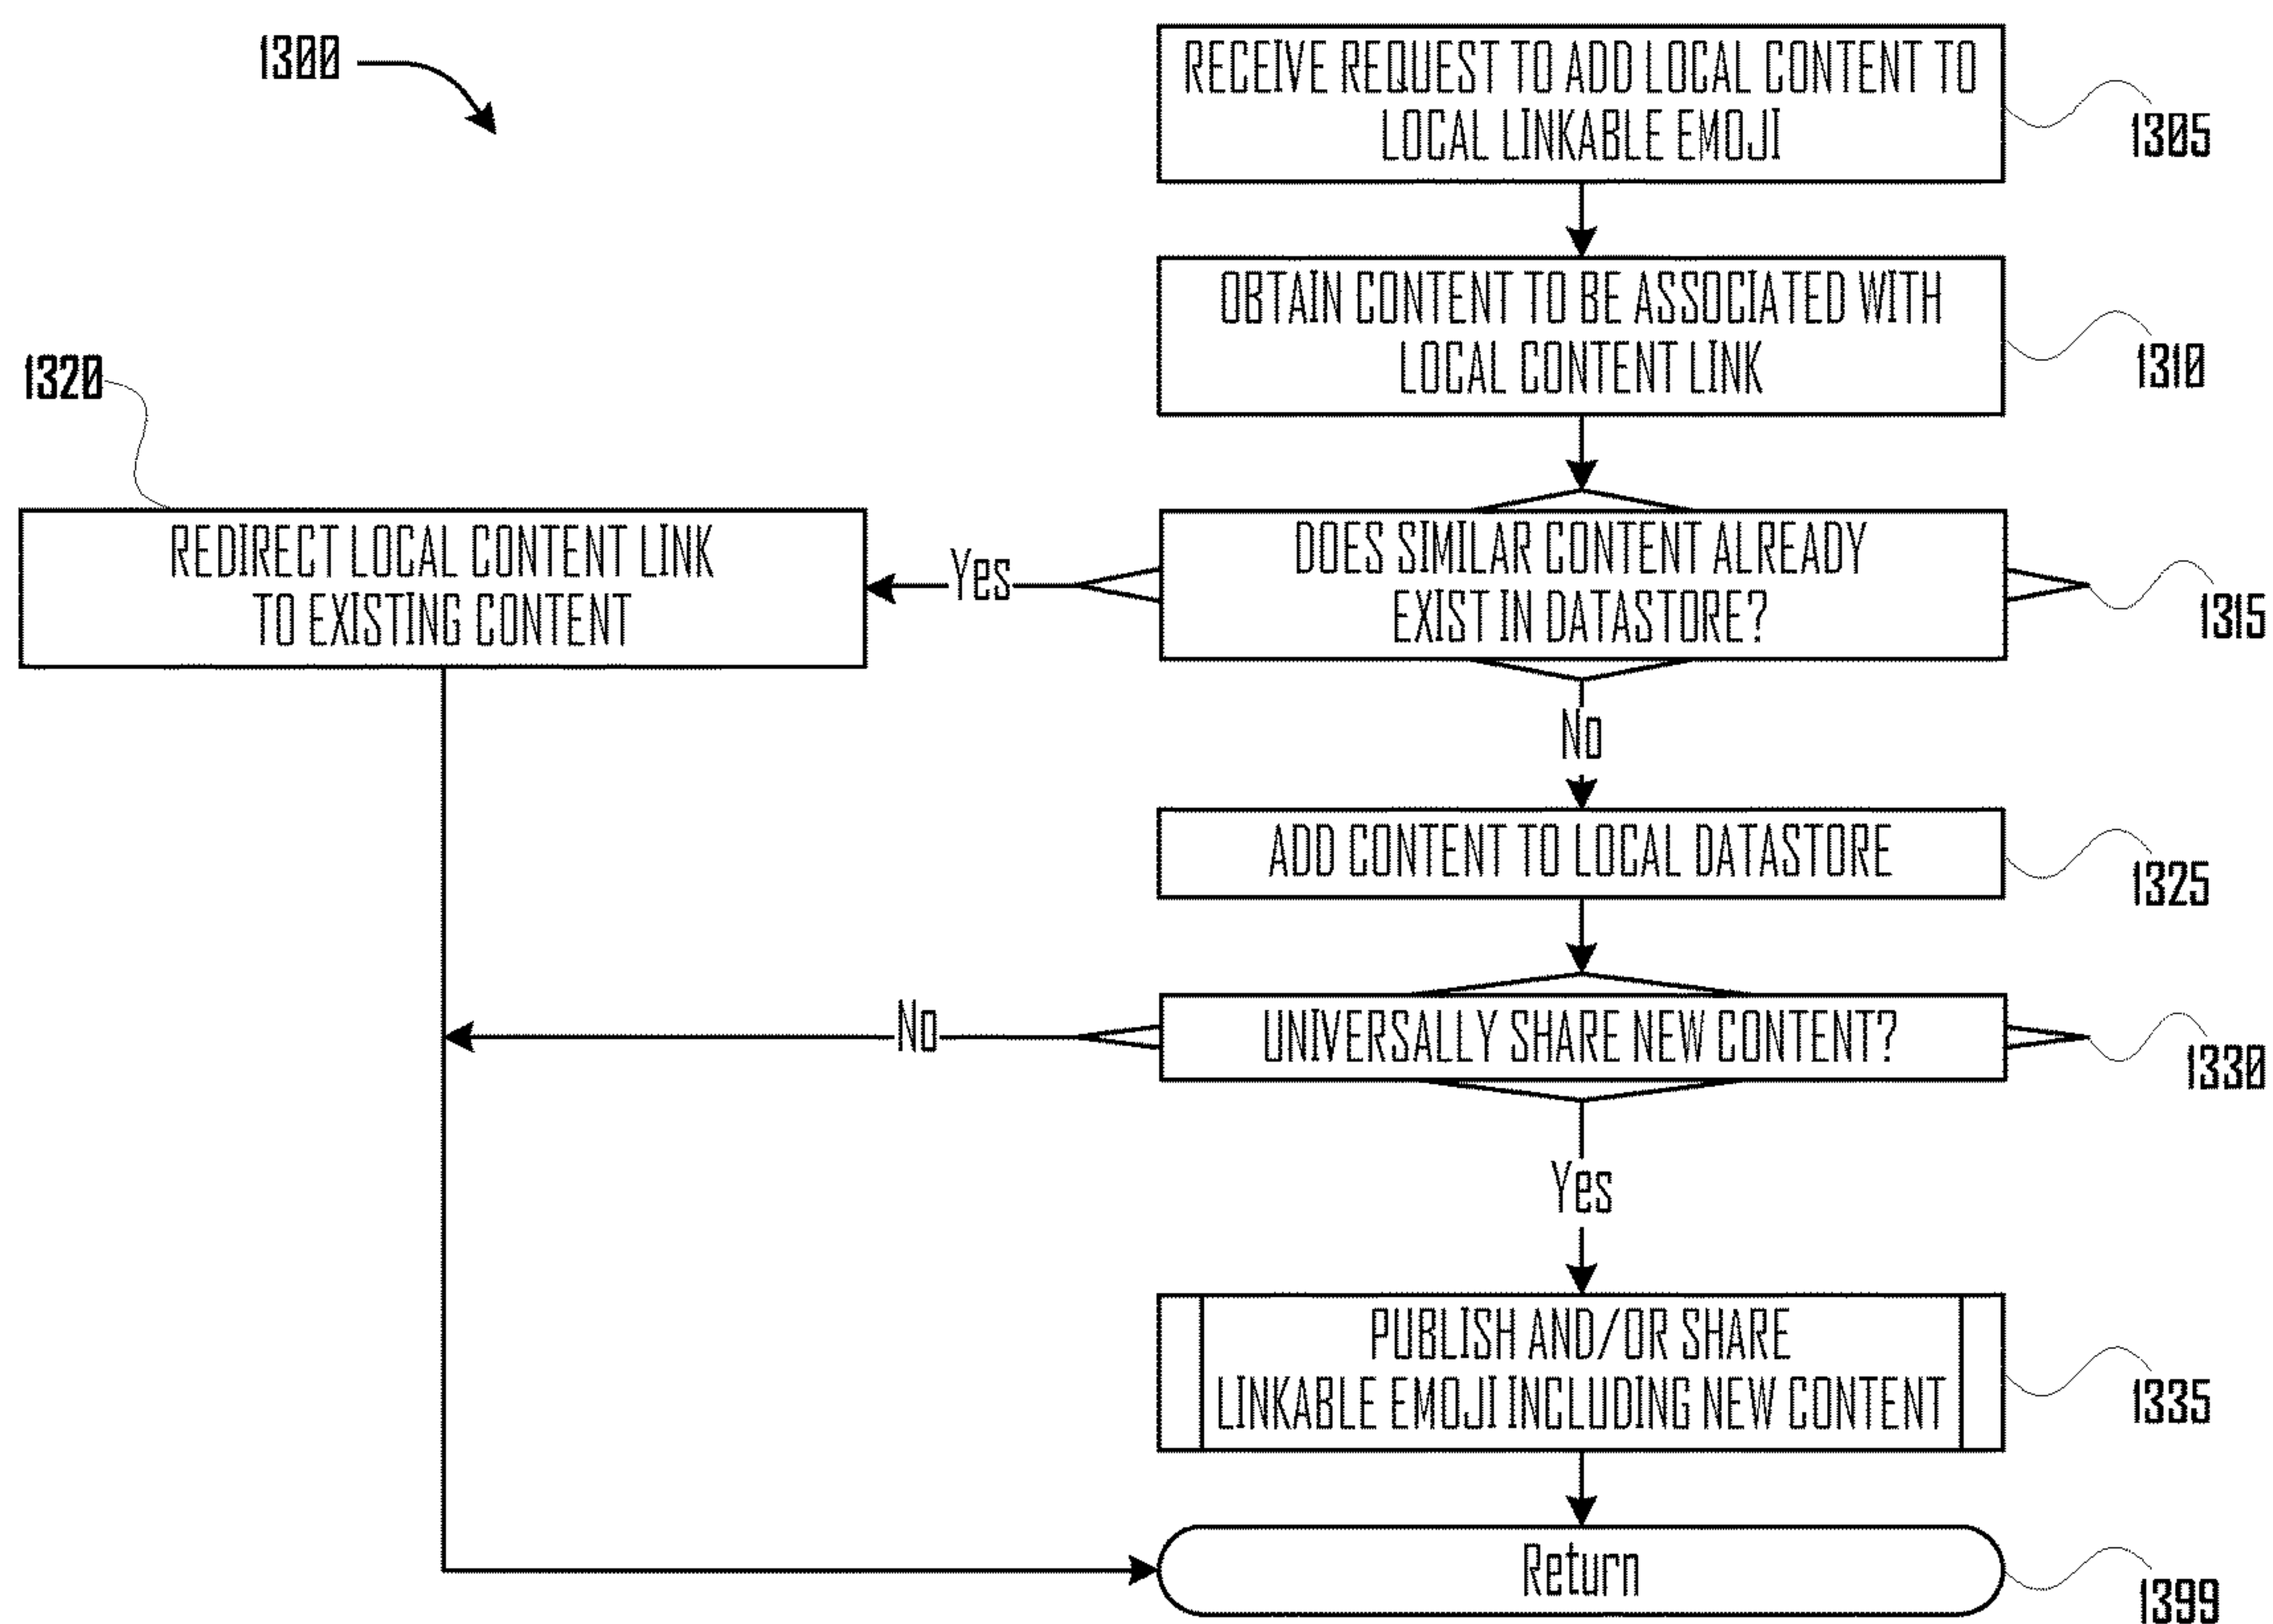 1300
RECEIVE REQUEST TO ADD LOCAL CONTENT TO
LOCAL LINKABLE EMOJI
1305
OBTAIN CONTENT TO BE ASSOCIATED WITH
LOCAL CONTENT LINK
1310
DOES SIMILAR CONTENT ALREADY
EXIST IN DATASTORE?
1315
Yes
1320
REDIRECT LOCAL CONTENT LINK
TO EXISTING CONTENT
No
ADD CONTENT TO LOCAL DATASTORE
1325
UNIVERSALLY SHARE NEW CONTENT?
1330
No
Yes
PUBLISH AND/OR SHARE
LINKABLE EMOJI INCLUDING NEW CONTENT
1335
Return
1399